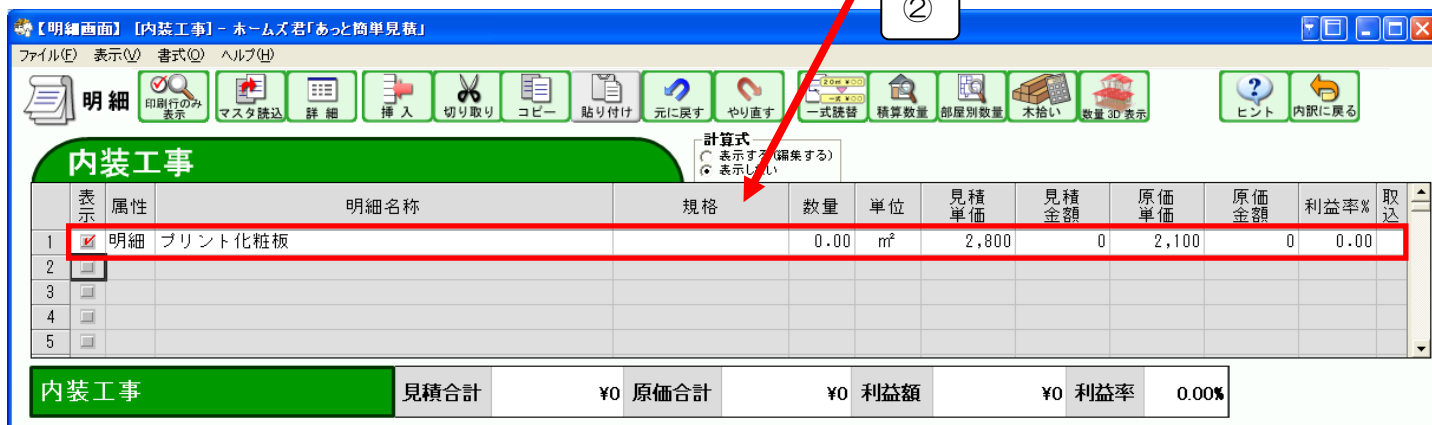 ②
【明細画面】 [内装工事] - ホームズ君「あっと簡単見積」
ファイル(F) 表示(V) 書式(O) ヘルプ(H)
明細 印刷行のみ表示 マスタ読込 詳細 挿入 切り取り コピー 貼り付け 元に戻す やり直す 一式読替 積算数量 部屋別数量 木拾い 数量3D表示 ヒント 内訳に戻る
計算式
内装工事 表示する(編集する)
表示しない
表示 属性 明細名称 規格 数量 単位 見積単価 見積金額 原価単価 原価金額 利益率% 取込
1 明細 プリント化粧板 0.00 ㎡ 2,800 0 2,100 0 0.00
2
3
4
5
内装工事 見積合計 ¥0 原価合計 ¥0 利益額 ¥0 利益率 0.00%